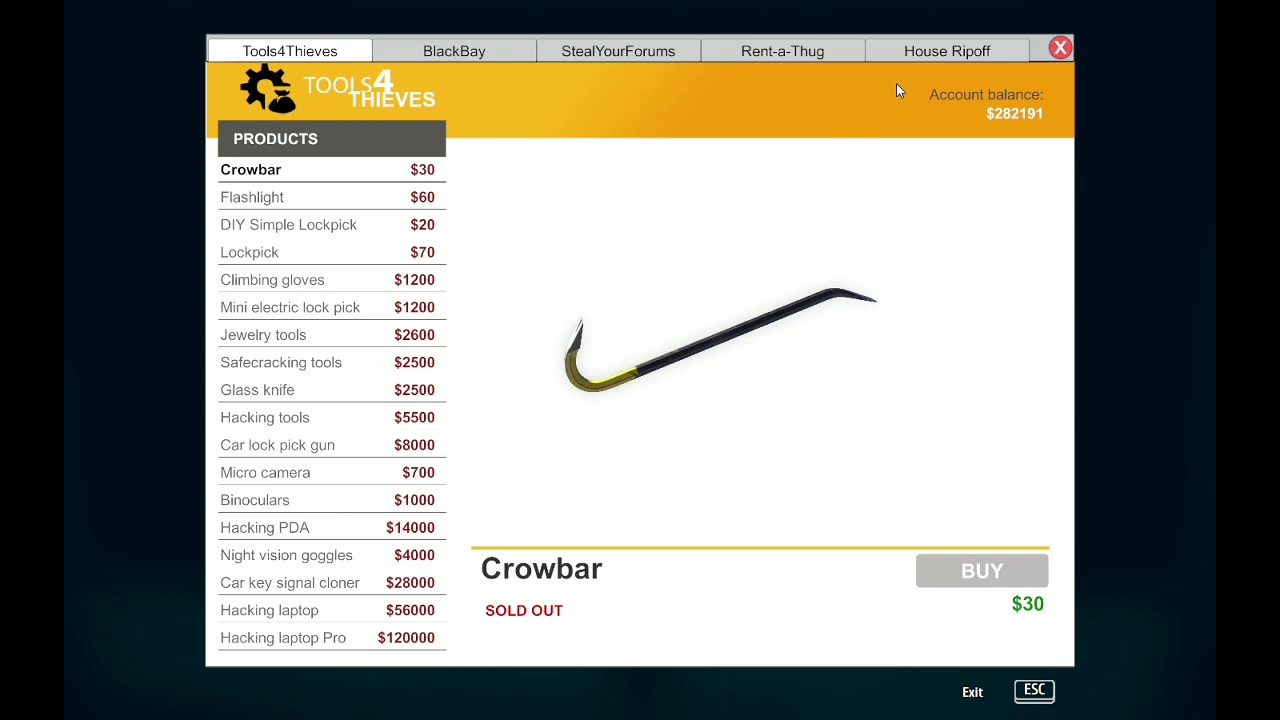 Tools4Thieves BlackBay StealYourForums Rent-a-Thug House Ripoff X
TOOLS4
THIEVES
Account balance:
$282191
PRODUCTS
Crowbar $30
Flashlight $60
DIY Simple Lockpick $20
Lockpick $70
Climbing gloves $1200
Mini electric lock pick $1200
Jewelry tools $2600
Safecracking tools $2500
Glass knife $2500
Hacking tools $5500
Car lock pick gun $8000
Micro camera $700
Binoculars $1000
Hacking PDA $14000
Night vision goggles $4000
Car key signal cloner $28000
Hacking laptop $56000
Hacking laptop Pro $120000
Crowbar BUY
SOLD OUT $30
Exit ESC